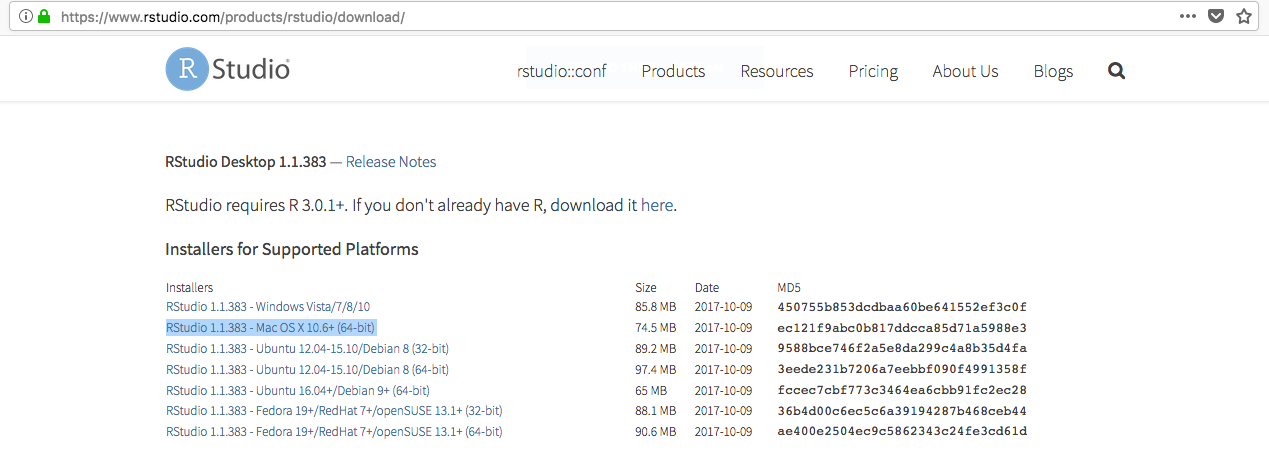 https://www.rstudio.com/products/rstudio/download/
R Studio®
rstudio::conf Products Resources Pricing About Us Blogs
RStudio Desktop 1.1.383 — Release Notes
RStudio requires R 3.0.1+. If you don't already have R, download it here.
Installers for Supported Platforms
Installers Size Date MD5
RStudio 1.1.383 - Windows Vista/7/8/10 85.8 MB 2017-10-09 450755b853dcdbaa60be641552ef3c0f
RStudio 1.1.383 - Mac OS X 10.6+ (64-bit) 74.5 MB 2017-10-09 ec121f9abc0b817ddcca85d71a5988e3
RStudio 1.1.383 - Ubuntu 12.04-15.10/Debian 8 (32-bit) 89.2 MB 2017-10-09 9588bce746f2a5e8da299c4a8b35d4fa
RStudio 1.1.383 - Ubuntu 12.04-15.10/Debian 8 (64-bit) 97.4 MB 2017-10-09 3eede231b7206a7eebbf090f4991358f
RStudio 1.1.383 - Ubuntu 16.04+/Debian 9+ (64-bit) 65 MB 2017-10-09 fccec7cbf773c3464ea6cbb91fc2ec28
RStudio 1.1.383 - Fedora 19+/RedHat 7+/openSUSE 13.1+ (32-bit) 88.1 MB 2017-10-09 36b4d00c6ec5c6a39194287b468ceb44
RStudio 1.1.383 - Fedora 19+/RedHat 7+/openSUSE 13.1+ (64-bit) 90.6 MB 2017-10-09 ae400e2504ec9c5862343c24fe3cd61d